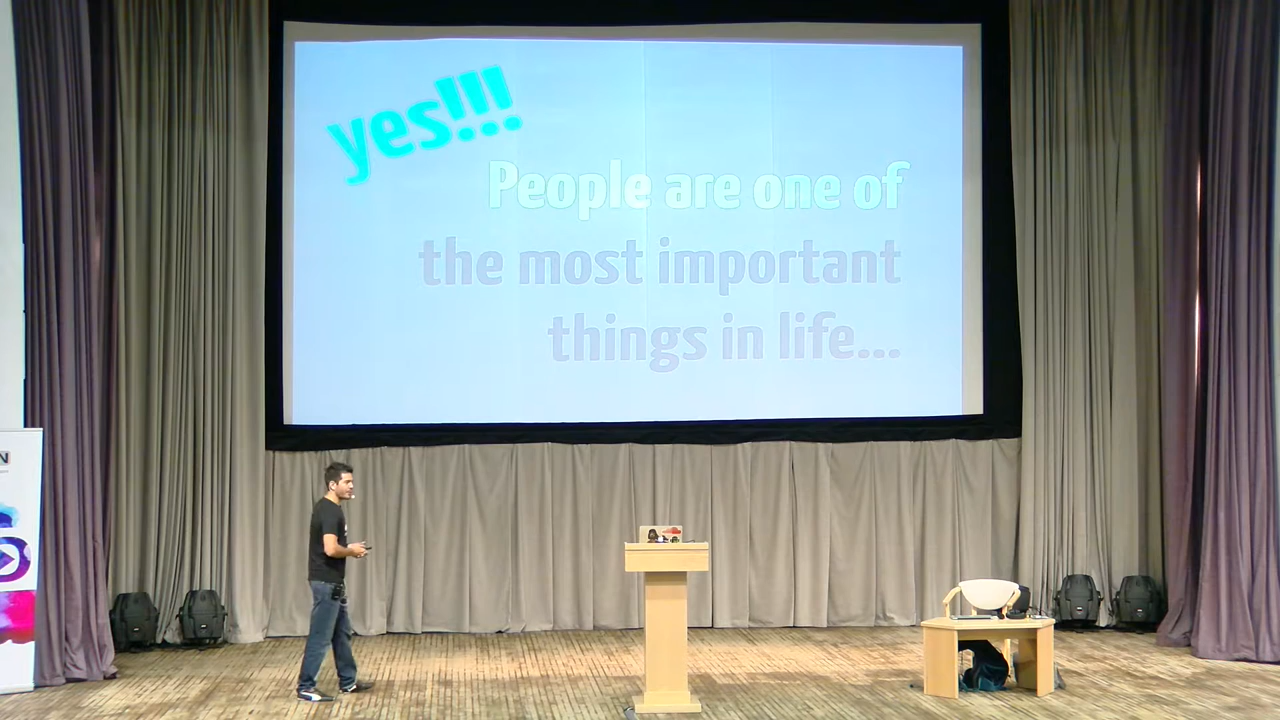 yes!!!
People are one of
the most important
things in life...
N